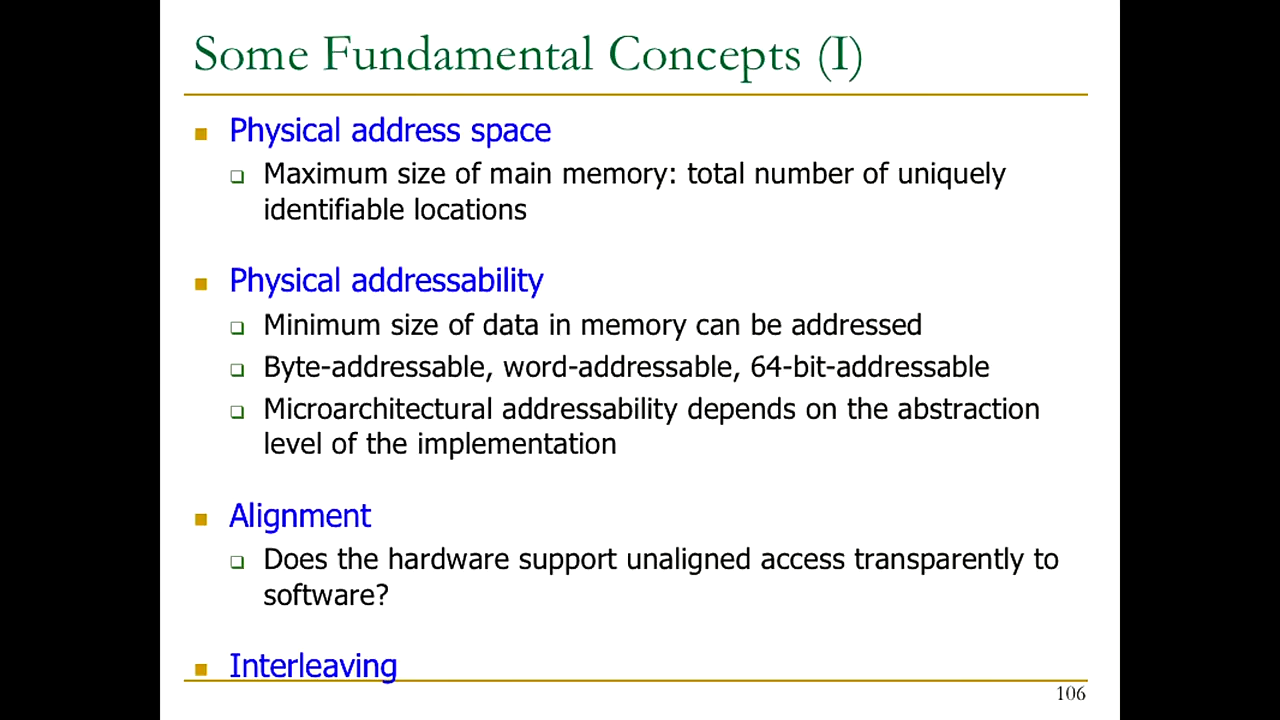 Some Fundamental Concepts (I)
Physical address space
Maximum size of main memory: total number of uniquely
identifiable locations
Physical addressability
Minimum size of data in memory can be addressed
Byte-addressable, word-addressable, 64-bit-addressable
Microarchitectural addressability depends on the abstraction
level of the implementation
Alignment
Does the hardware support unaligned access transparently to
software?
Interleaving
106